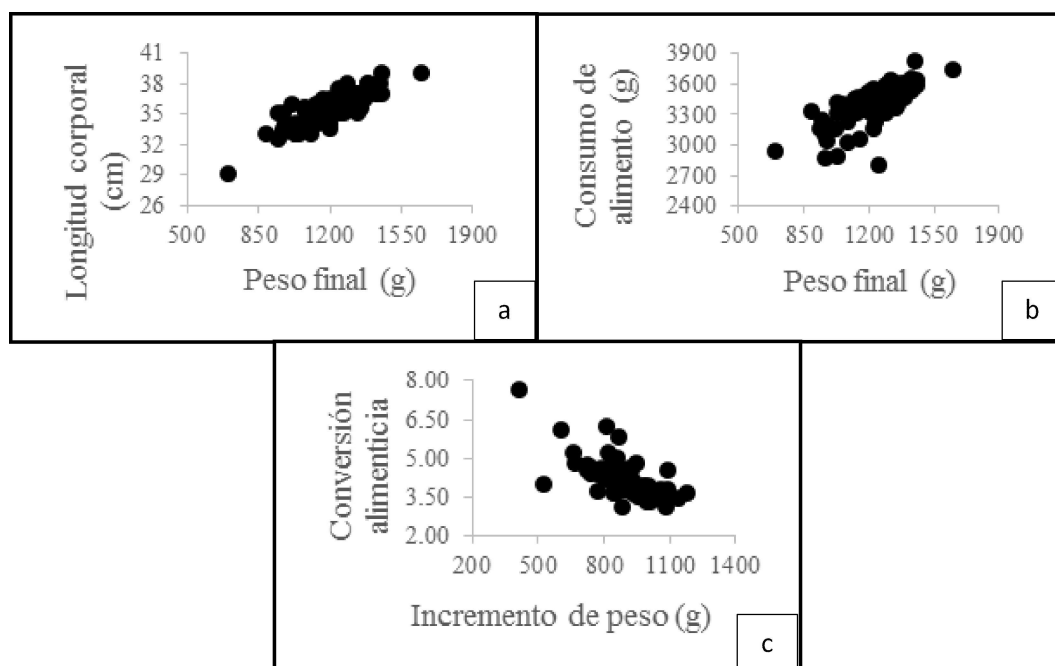 Longitud corporal
(cm)
41
38
35
32
29
26
500 850 1200 1550 1900
Peso final (g)
a
Consumo de
alimento (g)
3900
3600
3300
3000
2700
2400
500 850 1200 1550 1900
Peso final (g)
b
Conversión
alimenticia
8.00
6.50
5.00
3.50
2.00
200 500 800 1100 1400
Incremento de peso (g)
c